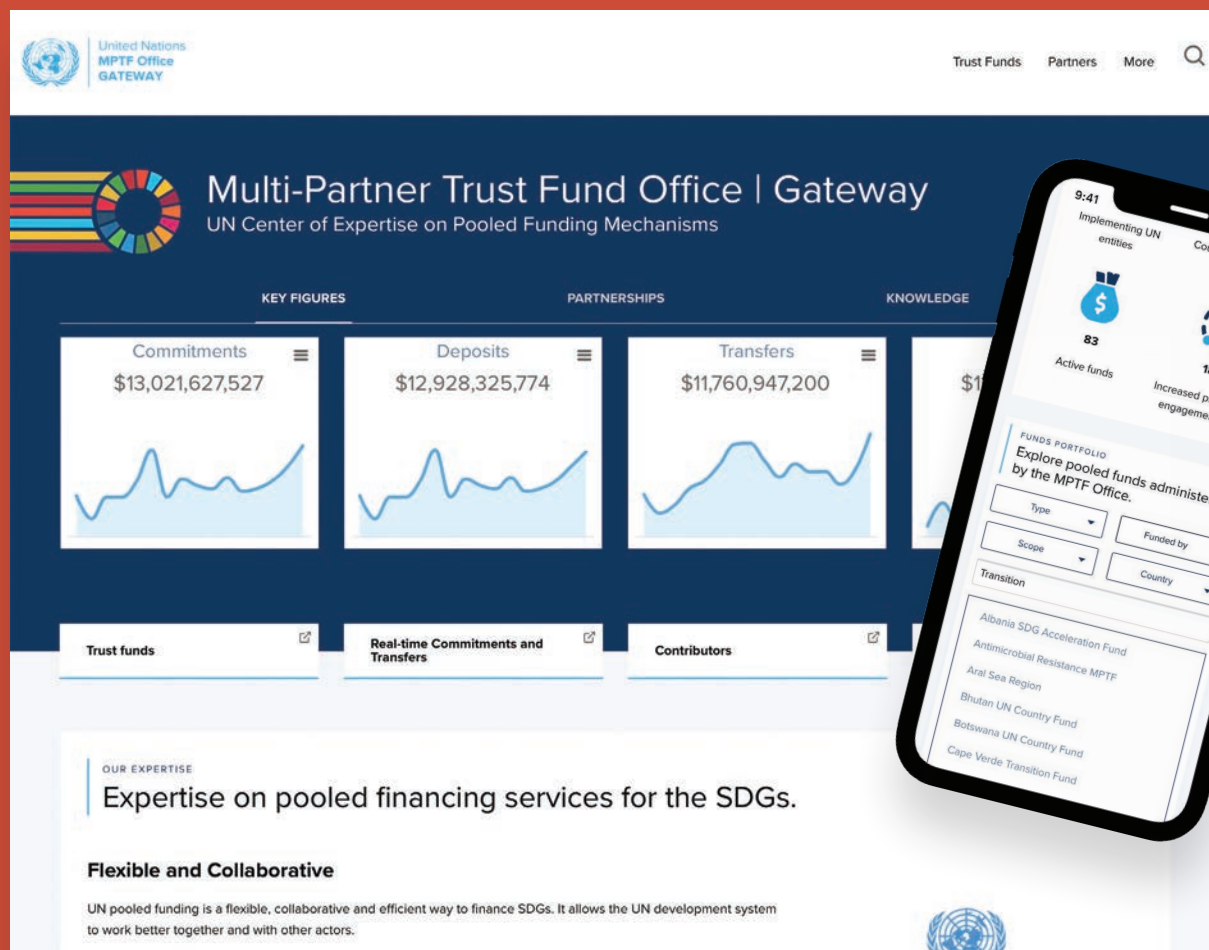 United Nations
MPTF Office
GATEWAY
Trust Funds Partners More
Multi-Partner Trust Fund Office | Gateway
UN Center of Expertise on Pooled Funding Mechanisms
KEY FIGURES PARTNERSHIPS KNOWLEDGE
Commitments
$13,021,627,527
Deposits
$12,928,325,774
Transfers
$11,760,947,200
Trust funds
Real-time Commitments and
Transfers
Contributors
OUR EXPERTISE
Expertise on pooled financing services for the SDGs.
Flexible and Collaborative
UN pooled funding is a flexible, collaborative and efficient way to finance SDGs. It allows the UN development system
to work better together and with other actors.
9:41
Implementing UN
entities
83
Active funds
Increased
FUNDS PORTFOLIO
Explore pooled funds
by the MPTF Office.
Type
Funded by
Scope
Country
Transition
Albania SDG Acceleration Fund
Antimicrobial Resistance MPTF
Aral Sea Region
Bhutan UN Country Fund
Botswana UN Country Fund
Cape Verde Transition Fund